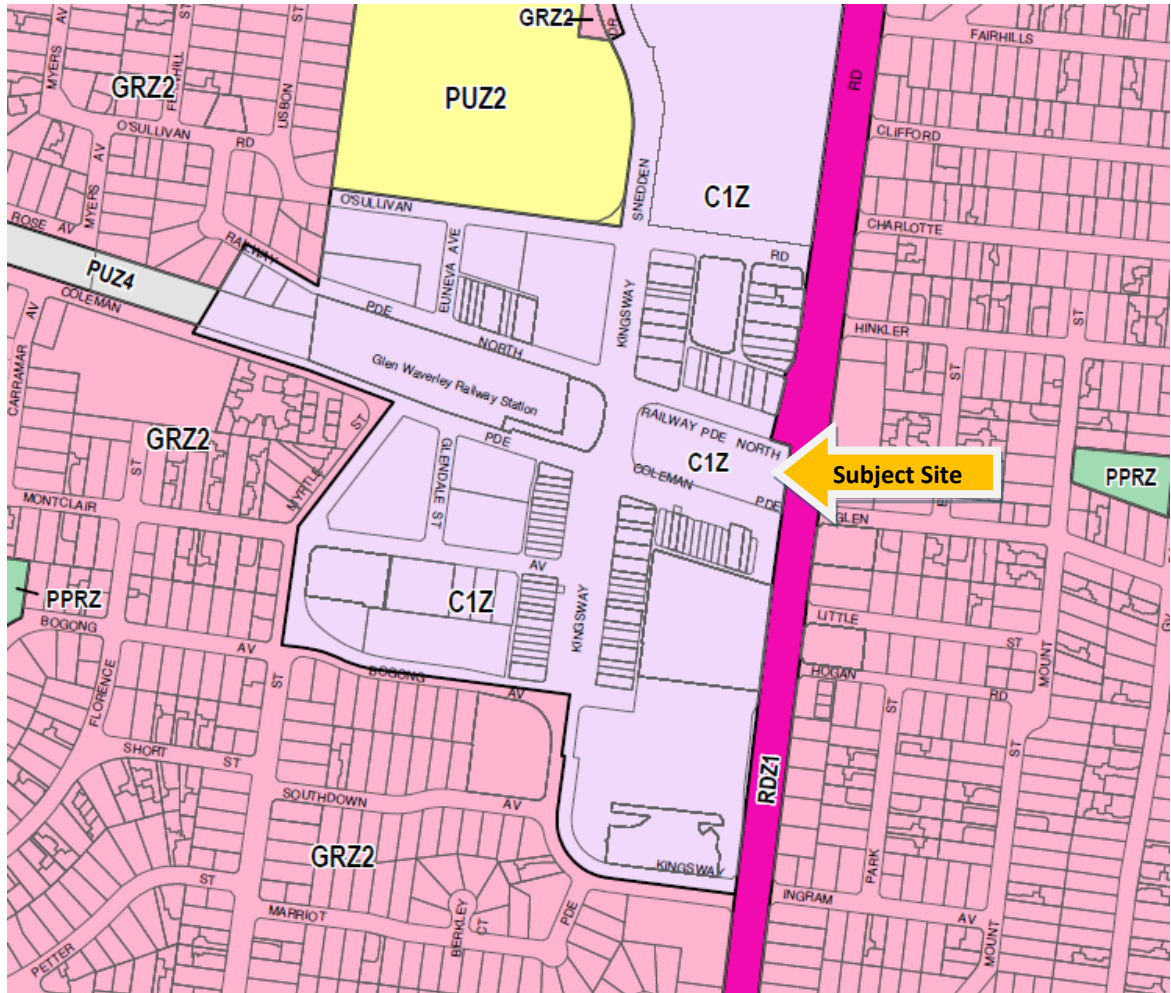 GRZ2
DR
FAIRHILLS
MYERS
AV
ST
LISBON
ST
GRZ2
PUZ2
RD
O'SULLIVAN
RD
CLIFFORD
AV
MYERS
O'SULLIVAN
SNEDDEN
C1Z
CHARLOTTE
ROSE AV
RAILWAY
EUNEVA AVE
RD
PUZ4
COLEMAN
PDE
NORTH
KINGSWAY
HINKLER
ST
ST
AV
CARRAMAR
Glen Waverley Railway Station
RAILWAY PDE NORTH
GRZ2
ST
PDE
GLENDALE ST
C1Z
COLEMAN
PDE
Subject Site
PPRZ
MONTCLAIR
ST
MYRTLE
GLEN
AV
PPRZ
C1Z
KINGSWAY
LITTLE
ST
BOGONG
AV
BOGONG
AV
HOGAN
RD
MOUNT
FLORENCE
ST
ST
SHORT
ST
RDZ1
ST
SOUTHDOWN
AV
GRZ2
KINGSWAY
PARK
INGRAM
AV
ST
MARRIOT
BERKLEY
CT
PDE
PETTER
MOUNT